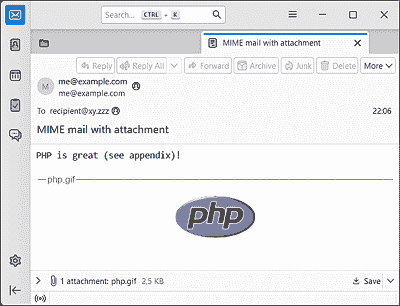 Search... CTRL + K
MIME mail with attachment
Reply Reply All Forward Archive Junk Delete More
M me@example.com
me@example.com
To recipient@xy.zzz 22:06
MIME mail with attachment
PHP is great (see appendix)!
php.gif
php
1 attachment: php.gif 2,5 KB Save